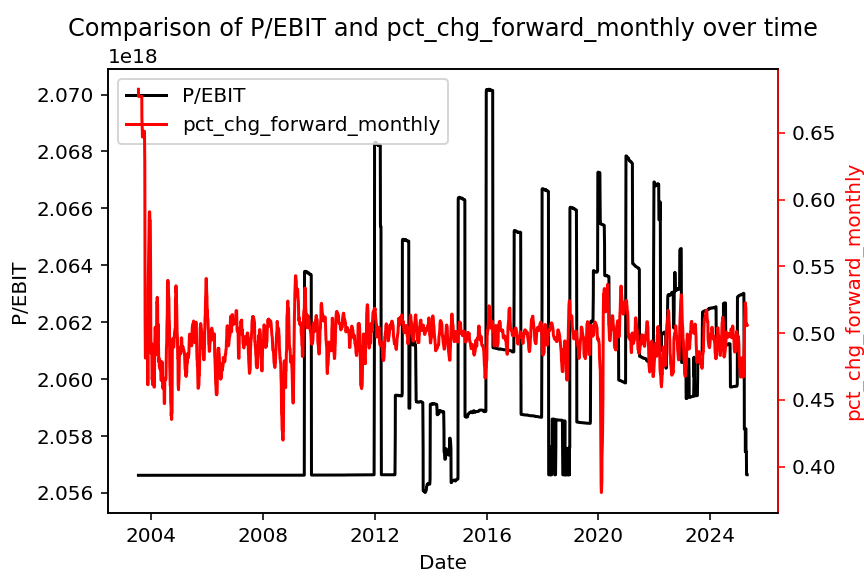 Comparison of P/EBIT and pct_chg_forward_monthly over time
1e18
P/EBIT
pct_chg_forward_monthly
2.070
2.068
2.066
2.064
2.062
2.060
2.058
2.056
P/EBIT
0.65
0.60
0.55
0.50
0.45
0.40
pct_chg_forward_monthly
2004 2008 2012 2016 2020 2024
Date